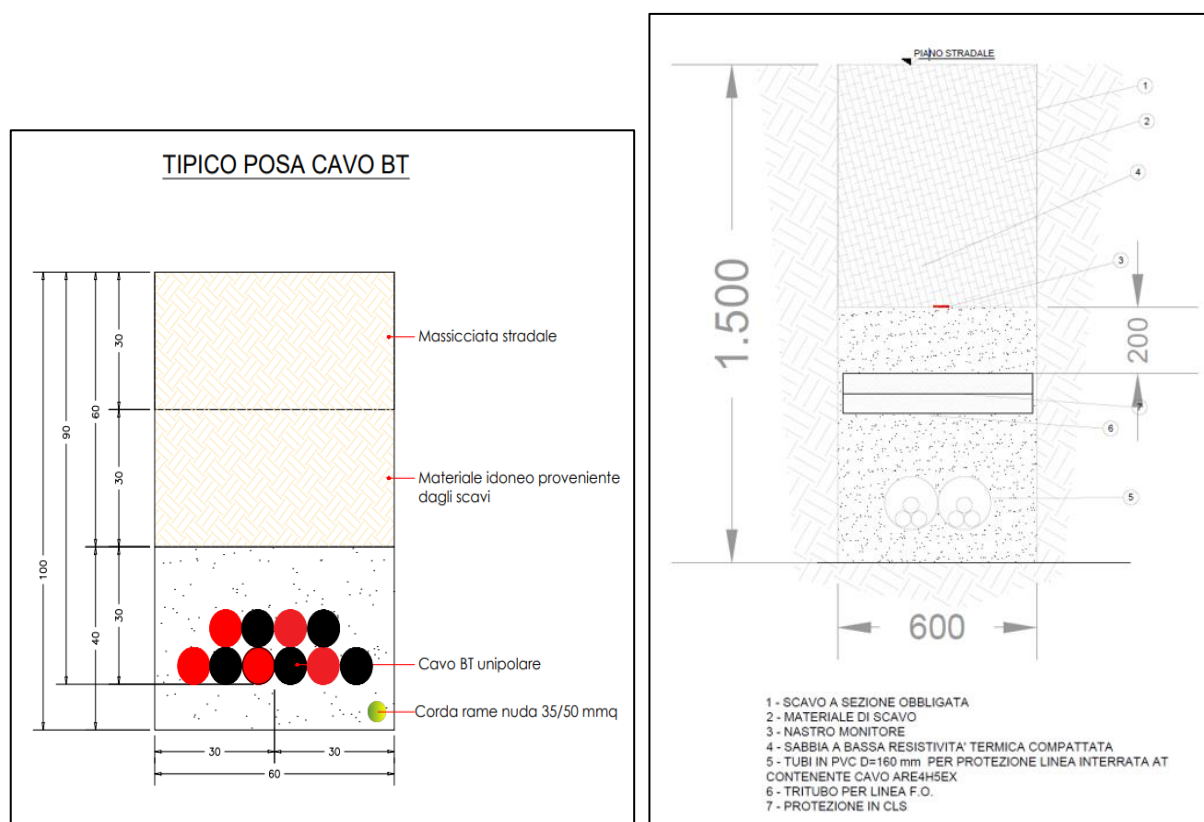 TIPICO POSA CAVO BT
30
60
90
30
100
30
40
Massicciata stradale
Materiale idoneo proveniente
dagli scavi
Cavo BT unipolare
Corda rame nuda 35/50 mmq
30
30
60
PIANO STRADALE
1
2
4
3
1.500
200
7
6
5
600
1 - SCAVO A SEZIONE OBBLIGATA
2 - MATERIALE DI SCAVO
3 - NASTRO MONITORE
4 - SABBIA A BASSA RESISTIVITA' TERMICA COMPATTATA
5 - TUBI IN PVC D=160 mm PER PROTEZIONE LINEA INTERRATA AT
CONTENENTE CAVO ARE4H5EX
6 - TRITUBO PER LINEA F.O.
7 - PROTEZIONE IN CLS